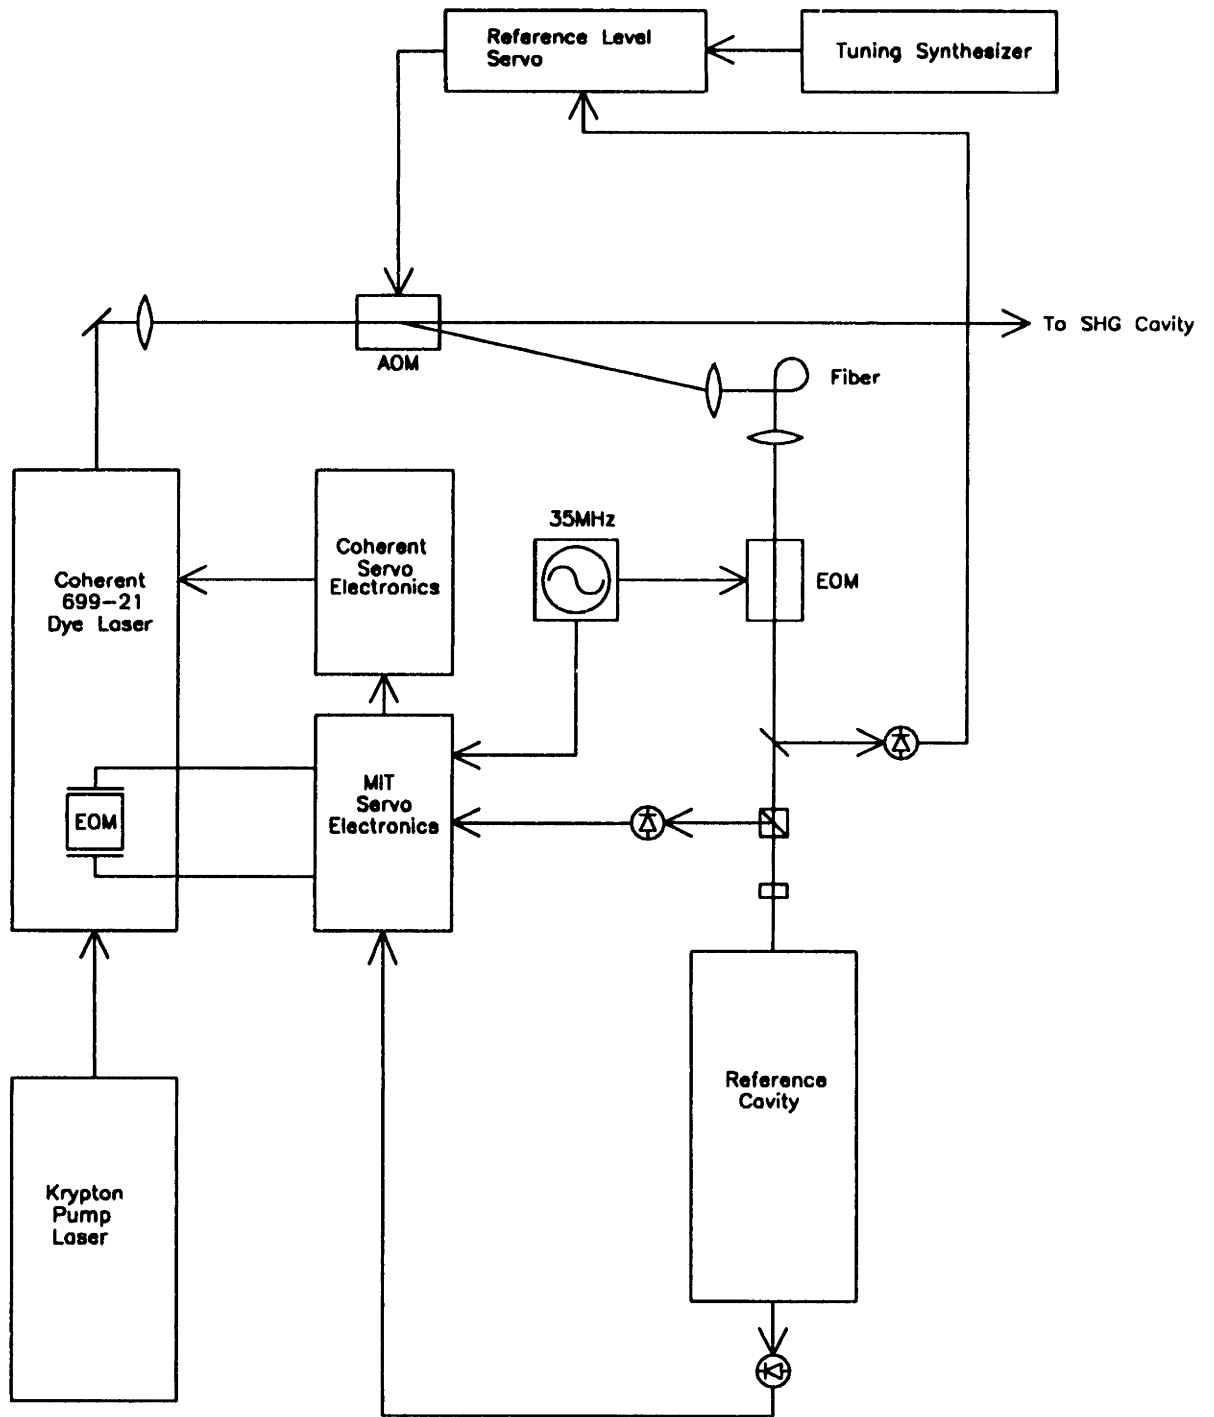 Reference Level
Servo
Tuning Synthesizer
To SHG Cavity
AOM
Fiber
35MHz
Coherent
Servo
Electronics
EOM
Coherent
699-21
Dye Laser
MIT
Servo
Electronics
EOM
Reference
Cavity
Krypton
Pump
Laser